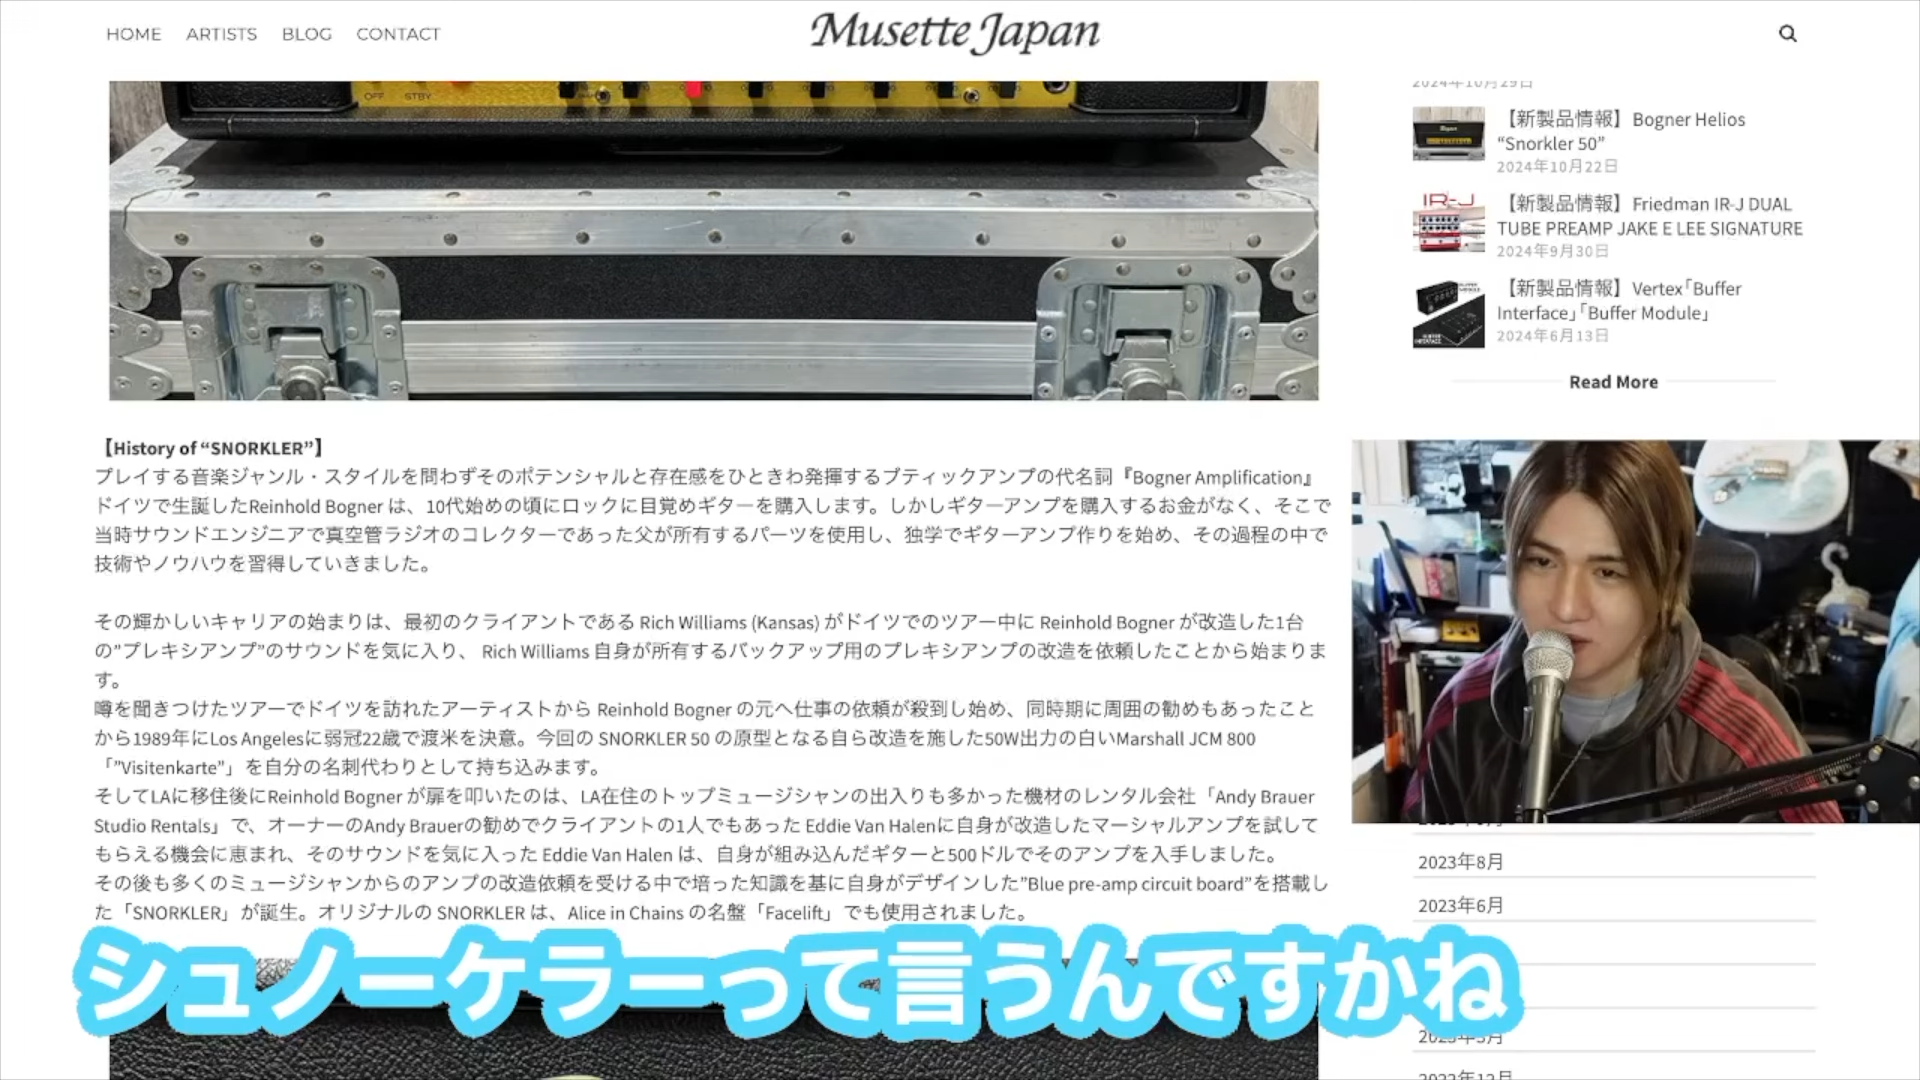 HOME ARTISTS BLOG CONTACT
Musette Japan
OFF STBY
2024年10月29日
【新製品情報】Bogner Helios
“Snorkler 50”
2024年10月22日
IR-J
【新製品情報】Friedman IR-J DUAL
TUBE PREAMP JAKE E LEE SIGNATURE
2024年9月30日
【新製品情報】Vertex「Buffer
Interface」「Buffer Module」
2024年6月13日
Read More
【History of “SNORKLER”】
プレイする音楽ジャンル・スタイルを問わずそのポテンシャルと存在感をひときわ発揮するブティックアンプの代名詞『Bogner Amplification』
ドイツで生誕したReinhold Bogner は、10代始めの頃にロックに目覚めギターを購入します。しかしギターアンプを購入するお金がなく、そこで
当時サウンドエンジニアで真空管ラジオのコレクターであった父が所有するパーツを使用し、独学でギターアンプ作りを始め、その過程の中で
技術やノウハウを習得していきました。
その輝かしいキャリアの始まりは、最初のクライアントである Rich Williams (Kansas) がドイツでのツアー中に Reinhold Bogner が改造した1台
の”プレキシアンプ”のサウンドを気に入り、 Rich Williams 自身が所有するバックアップ用のプレキシアンプの改造を依頼したことから始まりま
す。
噂を聞きつけたツアーでドイツを訪れたアーティストから Reinhold Bogner の元へ仕事の依頼が殺到し始め、同時期に周囲の勧めもあったこと
から1989年にLos Angelesに弱冠22歳で渡米を決意。今回の SNORKLER 50 の原型となる自ら改造を施した50W出力の白いMarshall JCM 800
「”Visitenkarte”」を自分の名刺代わりとして持ち込みます。
そしてLAに移住後にReinhold Bogner が扉を叩いたのは、LA在住のトップミュージシャンの出入りも多かった機材のレンタル会社「Andy Brauer
Studio Rentals」で、オーナーのAndy Brauerの勧めでクライアントの1人でもあった Eddie Van Halenに自身が改造したマーシャルアンプを試して
もらえる機会に恵まれ、そのサウンドを気に入った Eddie Van Halen は、自身が組み込んだギターと500ドルでそのアンプを入手しました。
その後も多くのミュージシャンからのアンプの改造依頼を受ける中で培った知識を基に自身がデザインした”Blue pre-amp circuit board”を搭載し
た「SNORKLER」が誕生。オリジナルの SNORKLER は、Alice in Chains の名盤「Facelift」でも使用されました。
2023年8月
2023年6月
シュノーケラーって言うんですかね
2022年12月